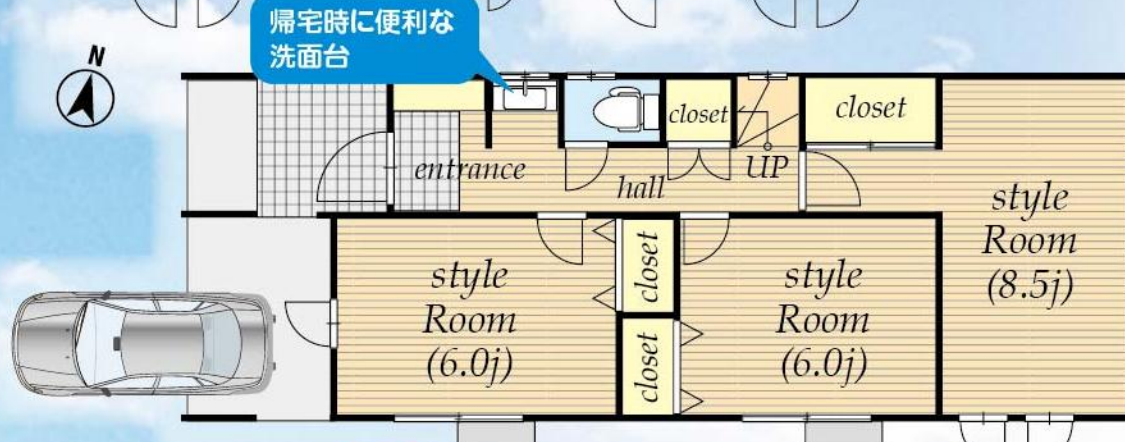 帰宅時に便利な
洗面台
N
closet
closet
entrance
hall
UP
style
Room
(8.5j)
style
Room
(6.0j)
closet
closet
style
Room
(6.0j)